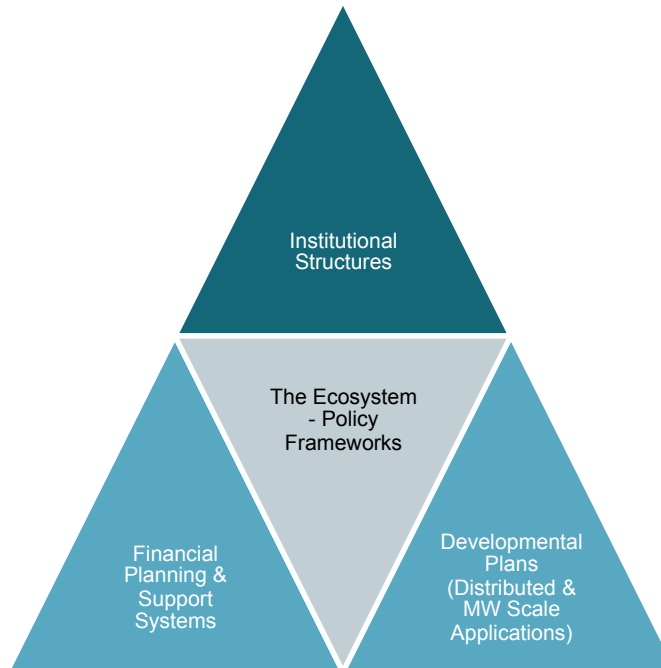 Institutional
Structures
The Ecosystem
- Policy
Frameworks
Financial
Planning &
Support
Systems
Developmental
Plans
(Distributed &
MW Scale
Applications)